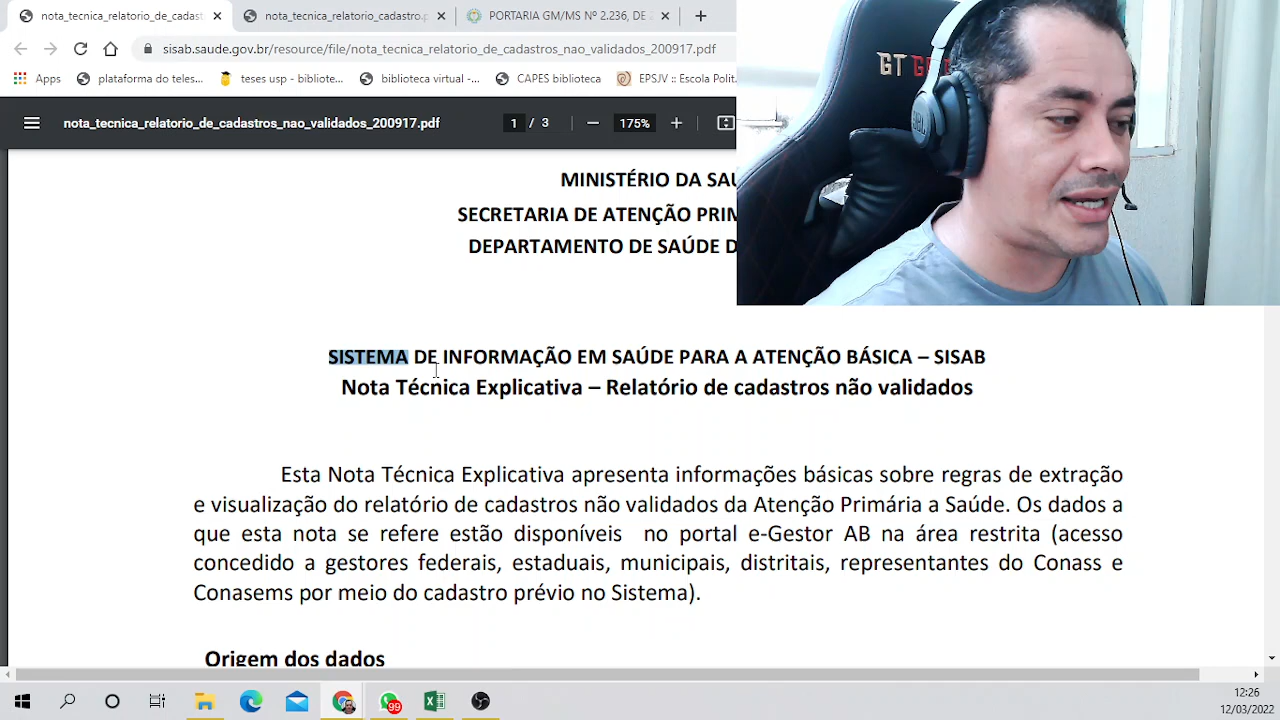 nota_tecnica_relatorio_de_cadast
nota_tecnica_relatorio_cadastro.p
PORTARIA GM/MS Nº 2.236, DE 2
sisab.saude.gov.br/resource/file/nota_tecnica_relatorio_de_cadastros_nao_validados_200917.pdf
Apps
plataforma do teles...
teses usp - bibliote...
biblioteca virtual -...
CAPES biblioteca
EPSJV :: Escola Polit...
nota_tecnica_relatorio_de_cadastros_nao_validados_200917.pdf
1 / 3
175%
GT
MINISTÉRIO DA SAÚ
SECRETARIA DE ATENÇÃO PRIM
DEPARTAMENTO DE SAÚDE D
SISTEMA DE INFORMAÇÃO EM SAÚDE PARA A ATENÇÃO BÁSICA – SISAB
Nota Técnica Explicativa – Relatório de cadastros não validados
Esta Nota Técnica Explicativa apresenta informações básicas sobre regras de extração
e visualização do relatório de cadastros não validados da Atenção Primária a Saúde. Os dados a
que esta nota se refere estão disponíveis no portal e-Gestor AB na área restrita (acesso
concedido a gestores federais, estaduais, municipais, distritais, representantes do Conass e
Conasems por meio do cadastro prévio no Sistema).
Origem dos dados
99
12:26
12/03/2022